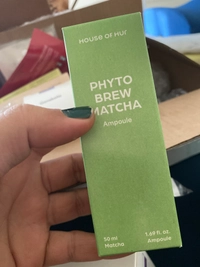 House of Hur
PHYTO
BREW
MATCHA
Ampoule
50 ml
Matcha
1.69 fl. oz.
Ampoule